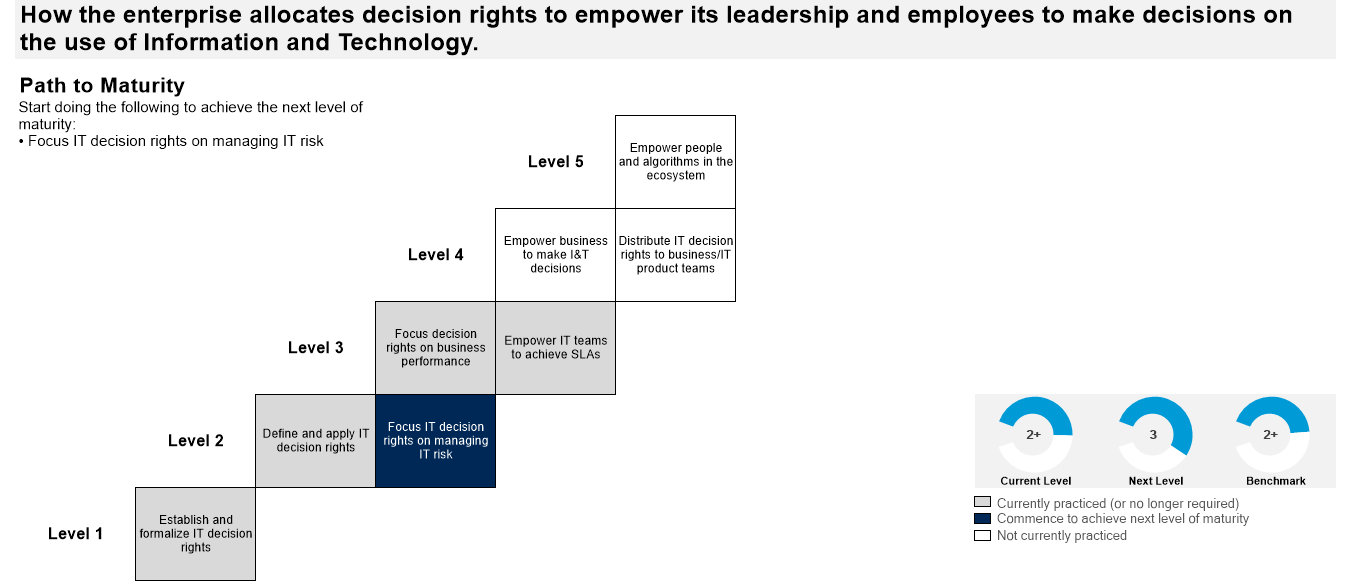 How the enterprise allocates decision rights to empower its leadership and employees to make decisions on
the use of Information and Technology.
Path to Maturity
Start doing the following to achieve the next level of
maturity:
• Focus IT decision rights on managing IT risk
Level 5
Empower people
and algorithms in the
ecosystem
Level 4
Empower business
to make I&T
decisions
Distribute IT decision
rights to business/IT
product teams
Level 3
Focus decision
rights on business
performance
Empower IT teams
to achieve SLAs
Level 2
Define and apply IT
decision rights
Focus IT decision
rights on managing
IT risk
Level 1
Establish and
formalize IT decision
rights
2+
Current Level
3
Next Level
2+
Benchmark
Currently practiced (or no longer required)
Commence to achieve next level of maturity
Not currently practiced